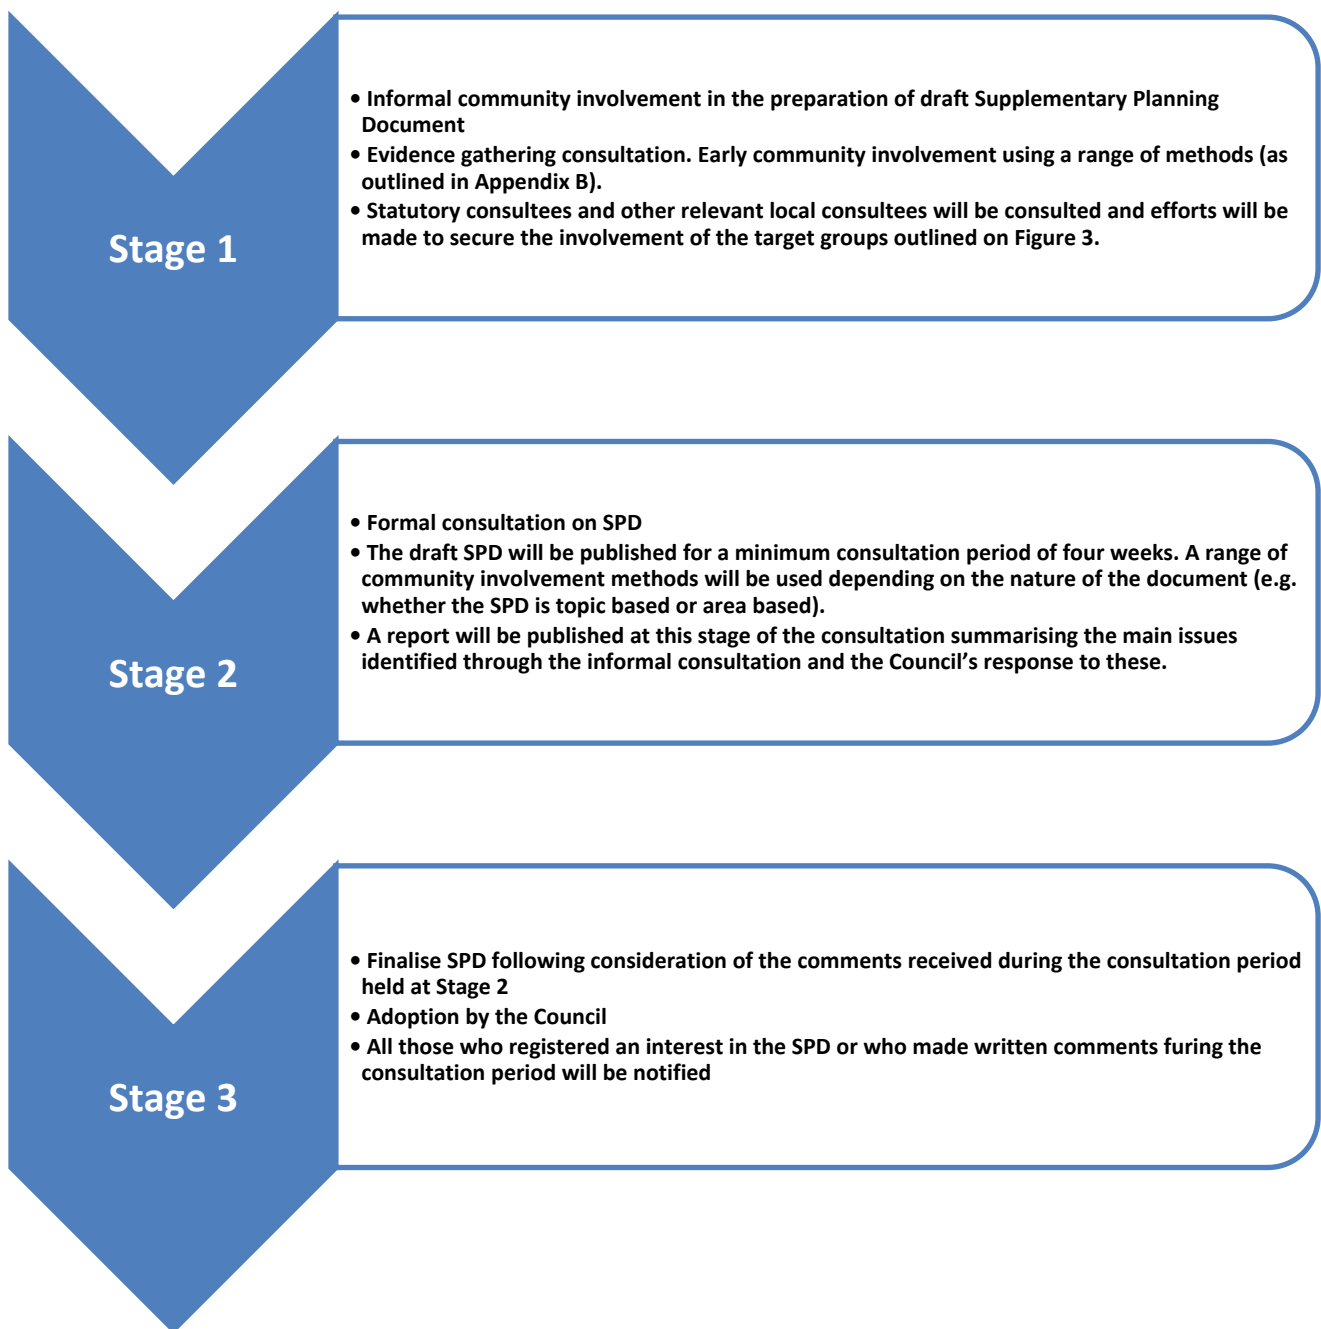 Stage 1
• Informal community involvement in the preparation of draft Supplementary Planning
Document
• Evidence gathering consultation. Early community involvement using a range of methods (as
outlined in Appendix B).
• Statutory consultees and other relevant local consultees will be consulted and efforts will be
made to secure the involvement of the target groups outlined on Figure 3.
Stage 2
• Formal consultation on SPD
• The draft SPD will be published for a minimum consultation period of four weeks. A range of
community involvement methods will be used depending on the nature of the document (e.g.
whether the SPD is topic based or area based).
• A report will be published at this stage of the consultation summarising the main issues
identified through the informal consultation and the Council’s response to these.
Stage 3
• Finalise SPD following consideration of the comments received during the consultation period
held at Stage 2
• Adoption by the Council
• All those who registered an interest in the SPD or who made written comments furing the
consultation period will be notified